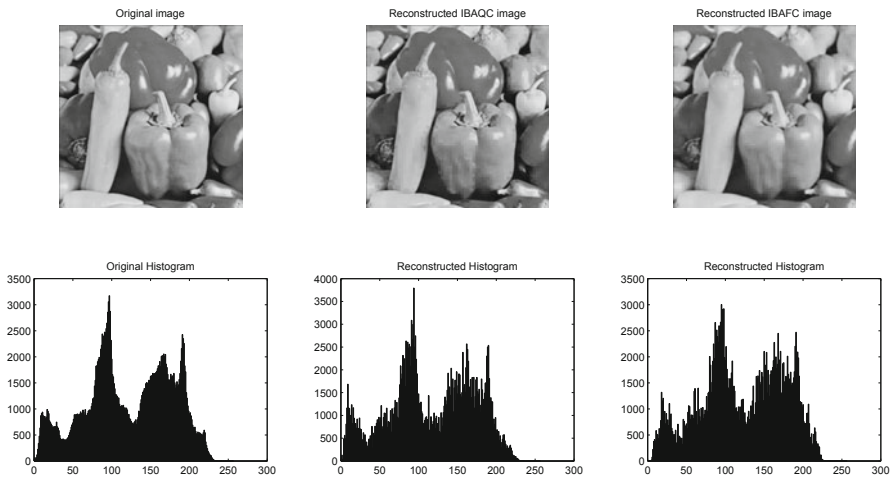 Original image
Reconstructed IBAQC image
Reconstructed IBAFC image
Original Histogram
Reconstructed Histogram
Reconstructed Histogram
3500
3000
2500
2000
1500
1000
500
0
0 50 100 150 200 250 300
4000
3500
3000
2500
2000
1500
1000
500
0
0 50 100 150 200 250 300
3500
3000
2500
2000
1500
1000
500
0
0 50 100 150 200 250 300